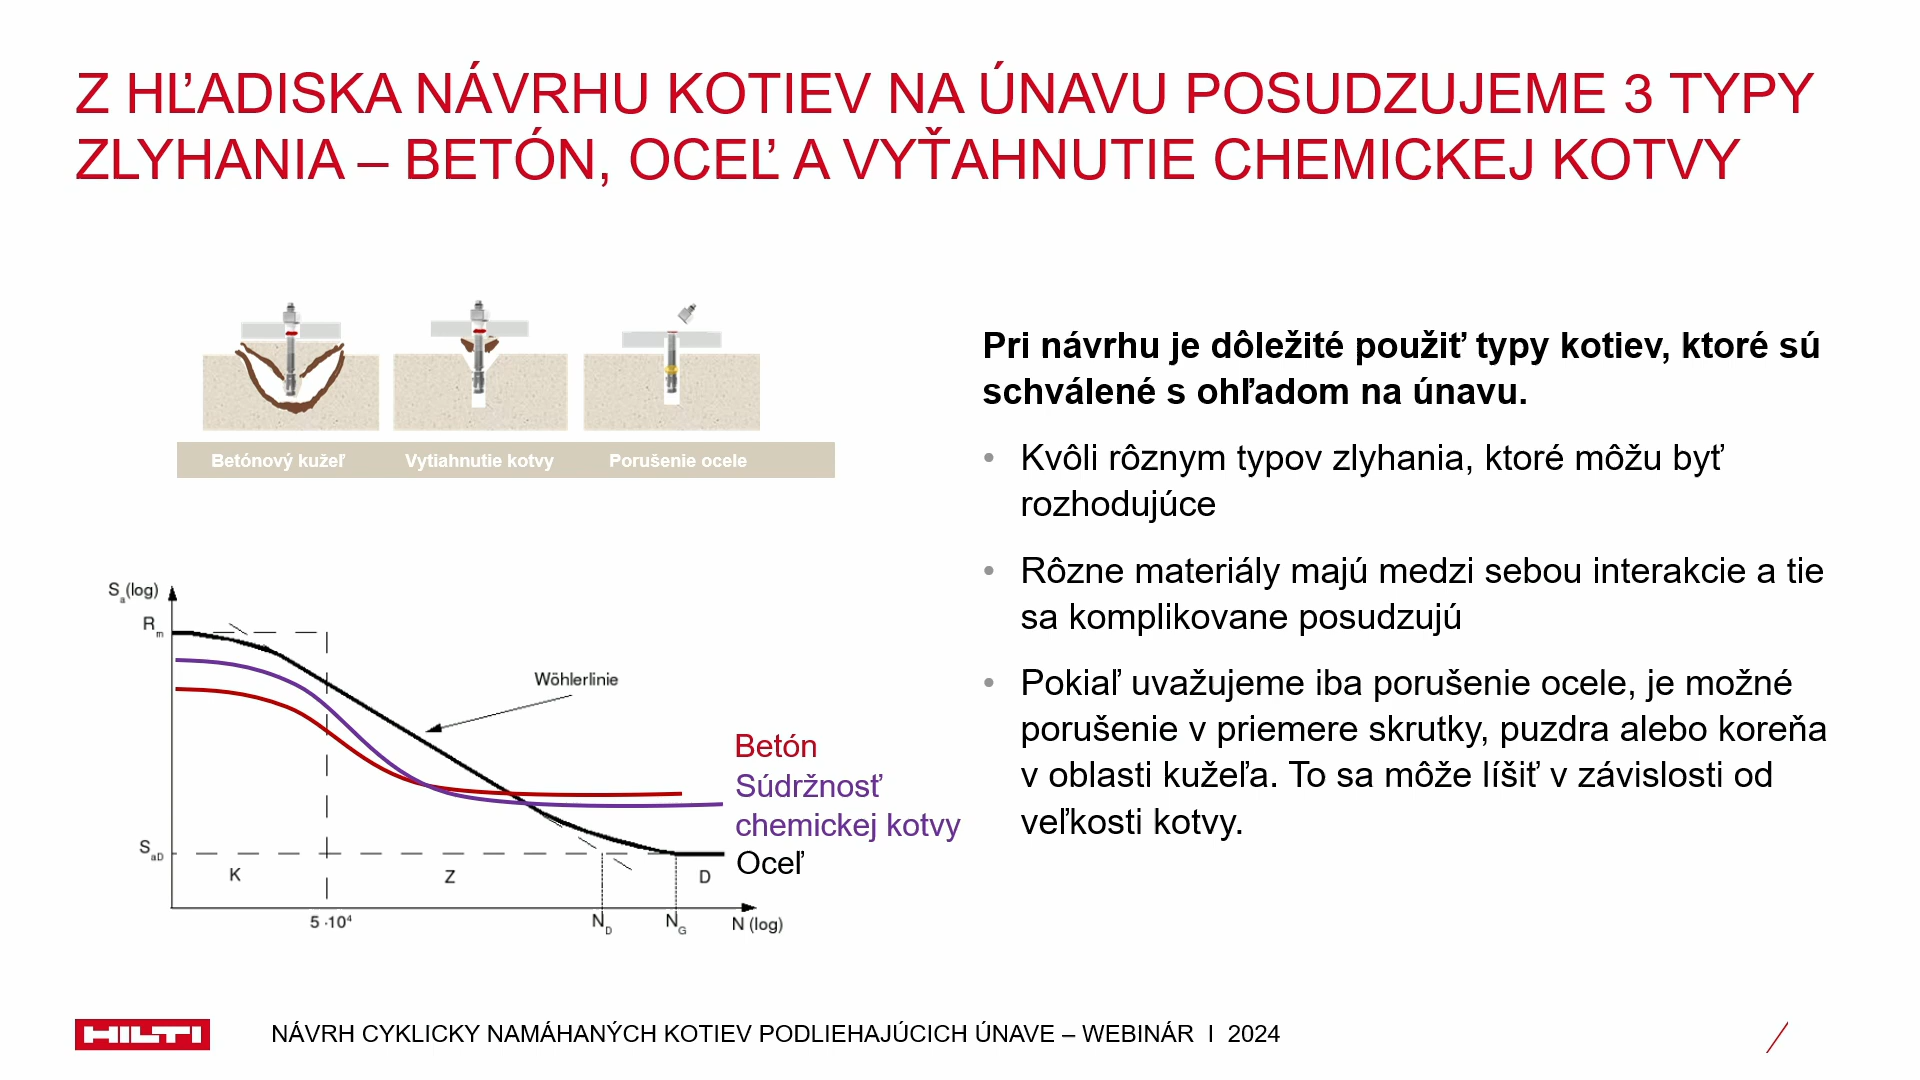 Z HĽADISKA NÁVRHU KOTIEV NA ÚNAVU POSUDZUJEME 3 TYPY
ZLYHANIA – BETÓN, OCEĽ A VYŤAHNUTIE CHEMICKEJ KOTVY
Betónový kužeľ
Vytiahnutie kotvy
Porušenie ocele
S a (log)
R m
Wöhlerlinie
Betón
Súdržnosť
chemickej kotvy
Oceľ
S aD
K
Z
D
5 ·10⁴
N D
N G
N (log)
Pri návrhu je dôležité použiť typy kotiev, ktoré sú
schválené s ohľadom na únavu.
• Kvôli rôznym typov zlyhania, ktoré môžu byť
rozhodujúce
• Rôzne materiály majú medzi sebou interakcie a tie
sa komplikovane posudzujú
• Pokiaľ uvažujeme iba porušenie ocele, je možné
porušenie v priemere skrutky, puzdra alebo koreňa
v oblasti kužeľa. To sa môže líšiť v závislosti od
veľkosti kotvy.
HILTI
NÁVRH CYKLICKY NAMÁHANÝCH KOTIEV PODLIEHAJÚCICH ÚNAVE – WEBINÁR I 2024